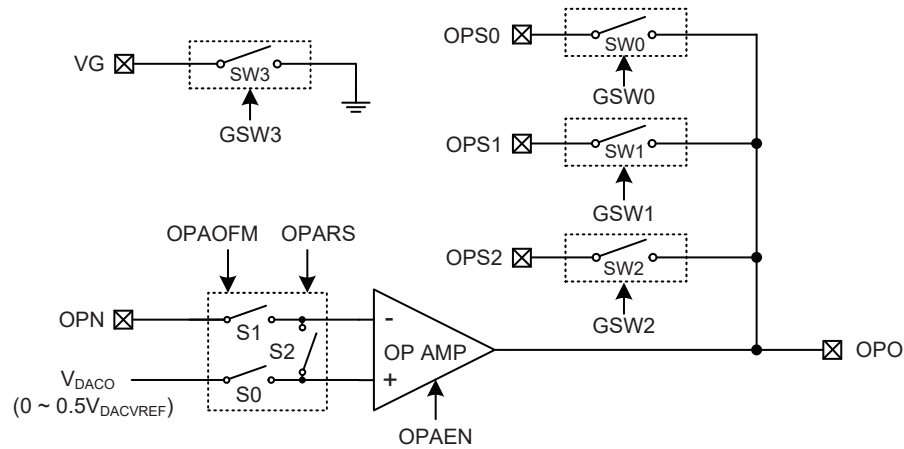 VG
SW3
GSW3
OPS0
SW0
GSW0
OPS1
SW1
GSW1
OPS2
SW2
GSW2
OPAOFM OPARS
OPN
S1
S2
S0
VDACO
(0 ~ 0.5VDACVREF)
-
OP AMP
+
OPAEN
OPO